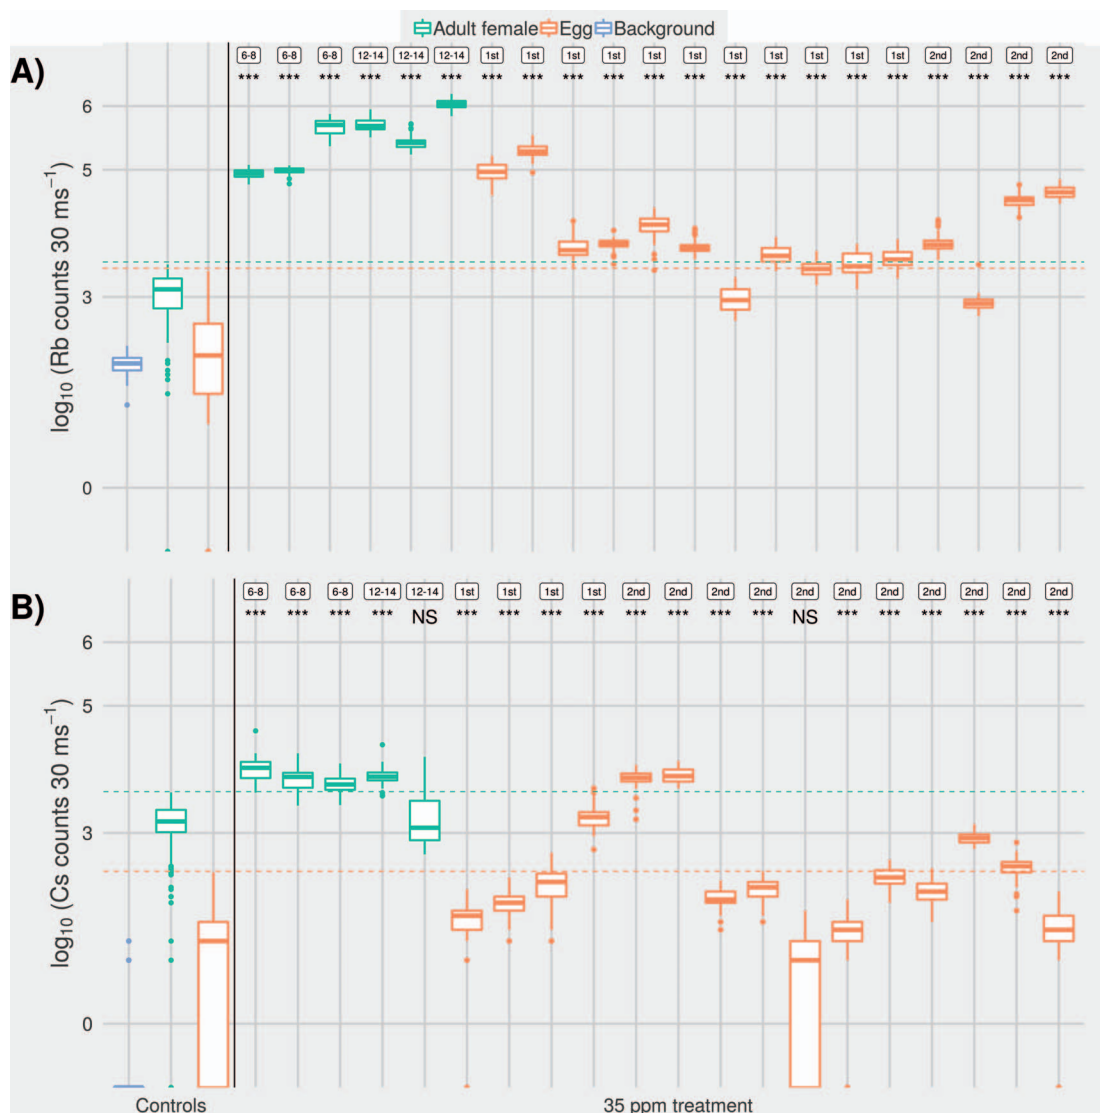 Adult female Egg Background
A)
6-8 6-8 6-8 12-14 12-14 12-14 1st 1st 1st 1st 1st 1st 1st 1st 1st 1st 1st 2nd 2nd 2nd 2nd
*** *** *** *** *** *** *** *** *** *** *** *** *** *** *** *** *** *** *** *** ***
6
5
3
0
log10 (Rb counts 30 ms−1)
B)
6-8 6-8 6-8 12-14 12-14 1st 1st 1st 1st 2nd 2nd 2nd 2nd 2nd 2nd 2nd 2nd 2nd 2nd 2nd
*** *** *** *** NS *** *** *** *** *** *** *** *** NS *** *** *** *** *** ***
6
5
3
0
log10 (Cs counts 30 ms−1)
Controls 35 ppm treatment